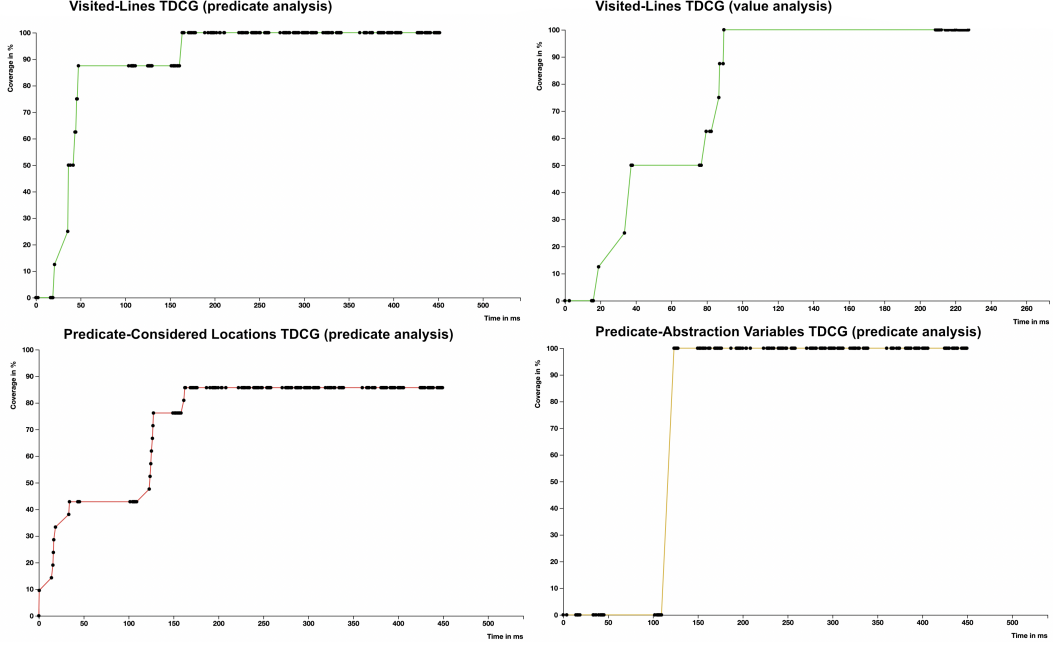 Visited-Lines TDCG (predicate analysis)
Coverage in %
100
90
80
70
60
50
40
30
20
10
0
0 50 100 150 200 250 300 350 400 450 500
Time in ms
Visited-Lines TDCG (value analysis)
Coverage in %
100
90
80
70
60
50
40
30
20
10
0
0 20 40 60 80 100 120 140 160 180 200 220 240 260
Time in ms
Predicate-Considered Locations TDCG (predicate analysis)
Coverage in %
100
90
80
70
60
50
40
30
20
10
0
0 50 100 150 200 250 300 350 400 450 500
Time in ms
Predicate-Abstraction Variables TDCG (predicate analysis)
Coverage in %
100
90
80
70
60
50
40
30
20
10
0
0 50 100 150 200 250 300 350 400 450 500
Time in ms